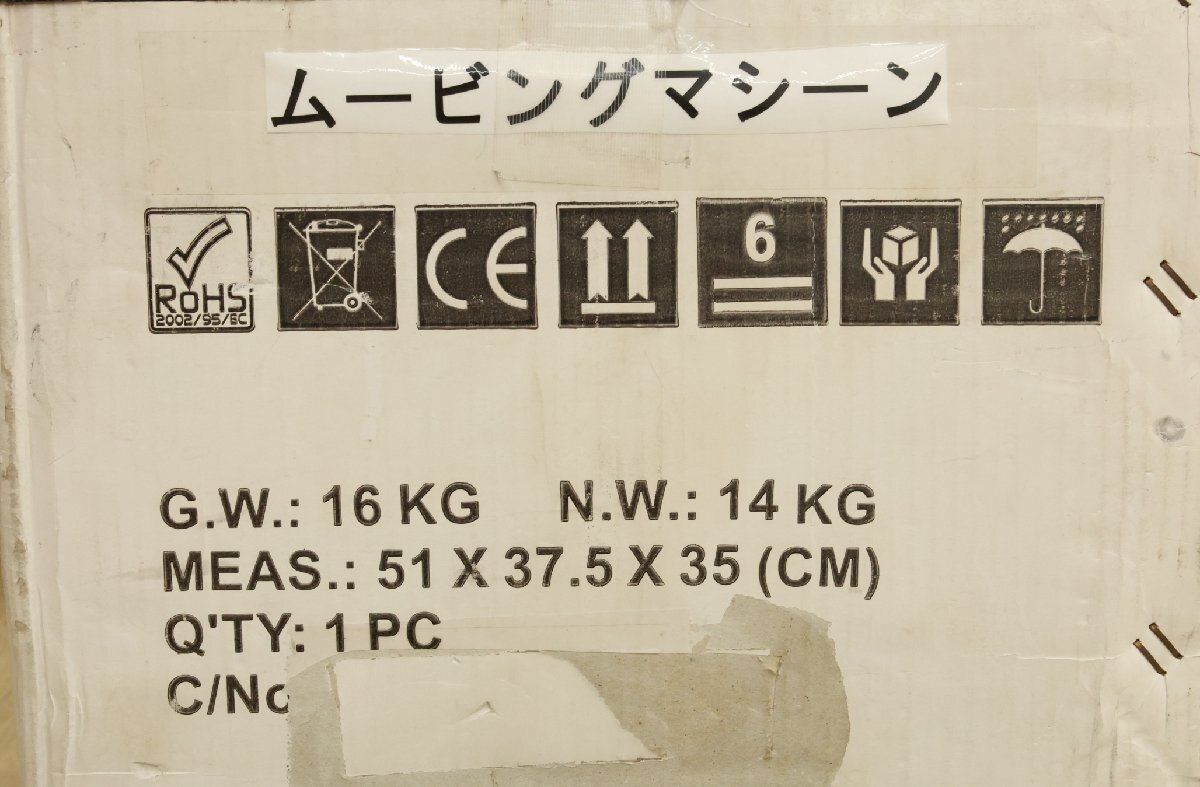 ムービングマシーン
RoHS
2002/95/EC
CE
6
G.W.: 16 KG N.W.: 14 KG
MEAS.: 51 X 37.5 X 35 (CM)
Q'TY: 1 PC
C/No